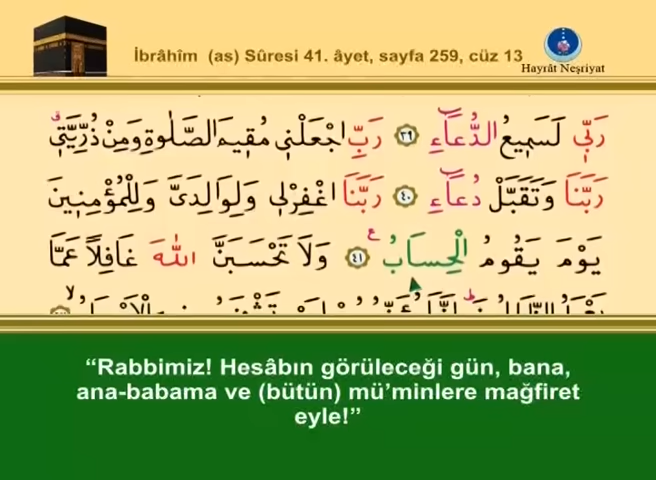 İbrâhîm (as) Sûresi 41. âyet, sayfa 259, cüz 13
Hayrât Neşriyat
رَبّ۪ي لَسَم۪يعُ الدُّعَٓاءِ ﴿٣٩﴾ رَبِّ اجْعَلْن۪ي مُق۪يمَ الصَّلٰوةِ وَمِنْ ذُرِّيَّت۪يۗ
رَبَّنَا وَتَقَبَّلْ دُعَٓاءِ ﴿٤٠﴾ رَبَّنَا اغْفِرْل۪ي وَلِوَالِدَيَّ وَلِلْمُؤْمِن۪ينَ
يَوْمَ يَقُومُ الْحِسَابُ ﴿٤١﴾ ع وَلَا تَحْسَبَنَّ اللّٰهَ غَافِلًا عَمَّا
“Rabbimiz! Hesâbın görüleceği gün, bana,
ana-babama ve (bütün) mü’minlere mağfiret
eyle!”